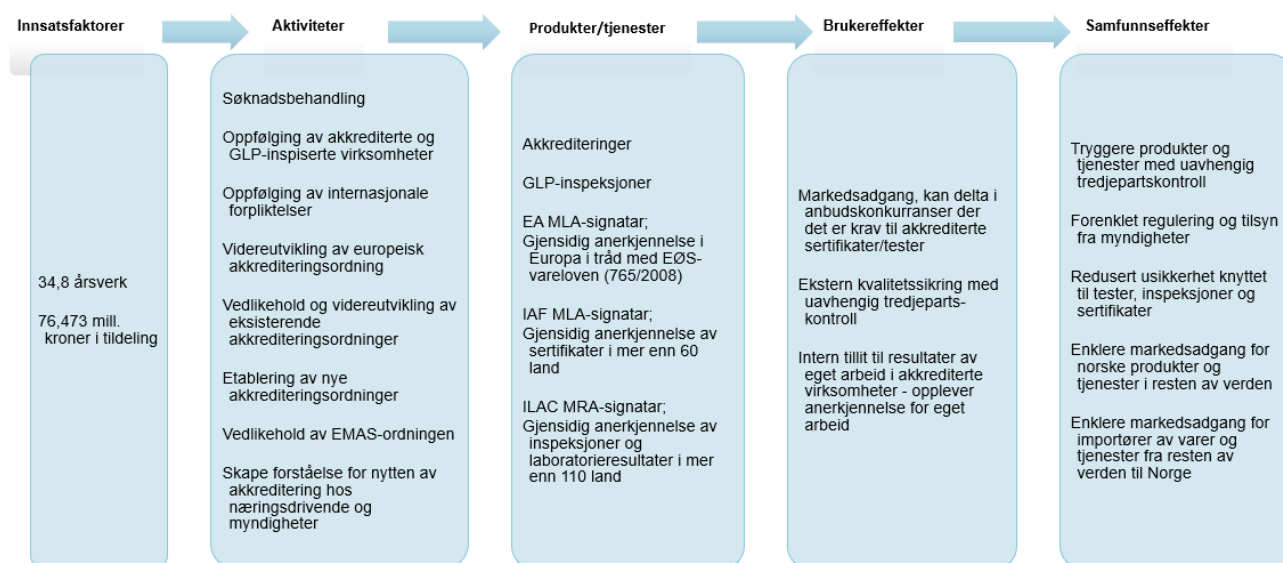 Innsatsfaktorer
Aktiviteter
Produkter/tjenester
Brukereffekter
Samfunnseffekter
34,8 årsverk
76,473 mill.
kroner i tildeling
Søknadsbehandling
Oppfølging av akkrediterte og
GLP-inspiserte virksomheter
Oppfølging av internasjonale
forpliktelser
Videreutvikling av europeisk
akkrediteringsordning
Vedlikehold og videreutvikling av
eksisterende
akkrediteringsordninger
Etablering av nye
akkrediteringsordninger
Vedlikehold av EMAS-ordningen
Skape forståelse for nytten av
akkreditering hos
næringsdrivende og
myndigheter
Akkrediteringer
GLP-inspeksjoner
EA MLA-signatar;
Gjensidig anerkjennelse i
Europa i tråd med EØS-
vareloven (765/2008)
IAF MLA-signatar;
Gjensidig anerkjennelse av
sertifikater i mer enn 60
land
ILAC MRA-signatar;
Gjensidig anerkjennelse av
inspeksjoner og
laboratorieresultater i mer
enn 110 land
Markedsadgang, kan delta i
anbudskonkurranser der
det er krav til akkrediterte
sertifikater/tester
Ekstern kvalitetssikring med
uavhengig tredjeparts-
kontroll
Intern tillit til resultater av
eget arbeid i akkrediterte
virksomheter - opplever
anerkjennelse for eget
arbeid
Tryggere produkter og
tjenester med uavhengig
tredjepartskontroll
Forenklet regulering og tilsyn
fra myndigheter
Redusert usikkerhet knyttet
til tester, inspeksjoner og
sertifikater
Enklere markedsadgang for
norske produkter og
tjenester i resten av verden
Enklere markedsadgang for
importører av varer og
tjenester fra resten av
verden til Norge